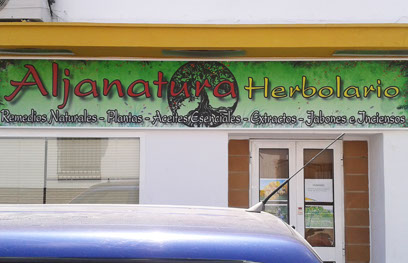 Aljanatura Herbolario
Remedios Naturales - Plantas - Aceites Esenciales - Extractos - Jabones e Inciensos